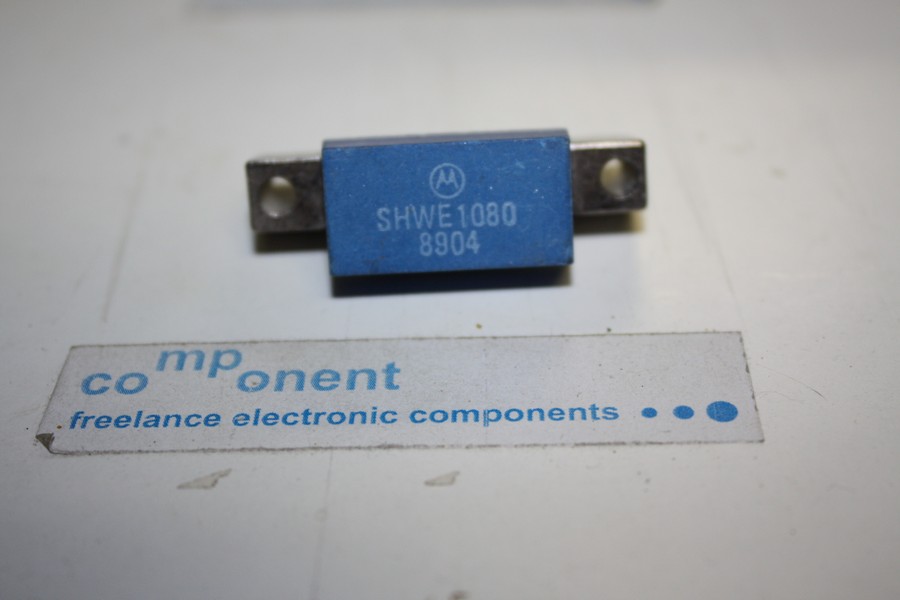 SHWE1080
8904
component
freelance electronic components